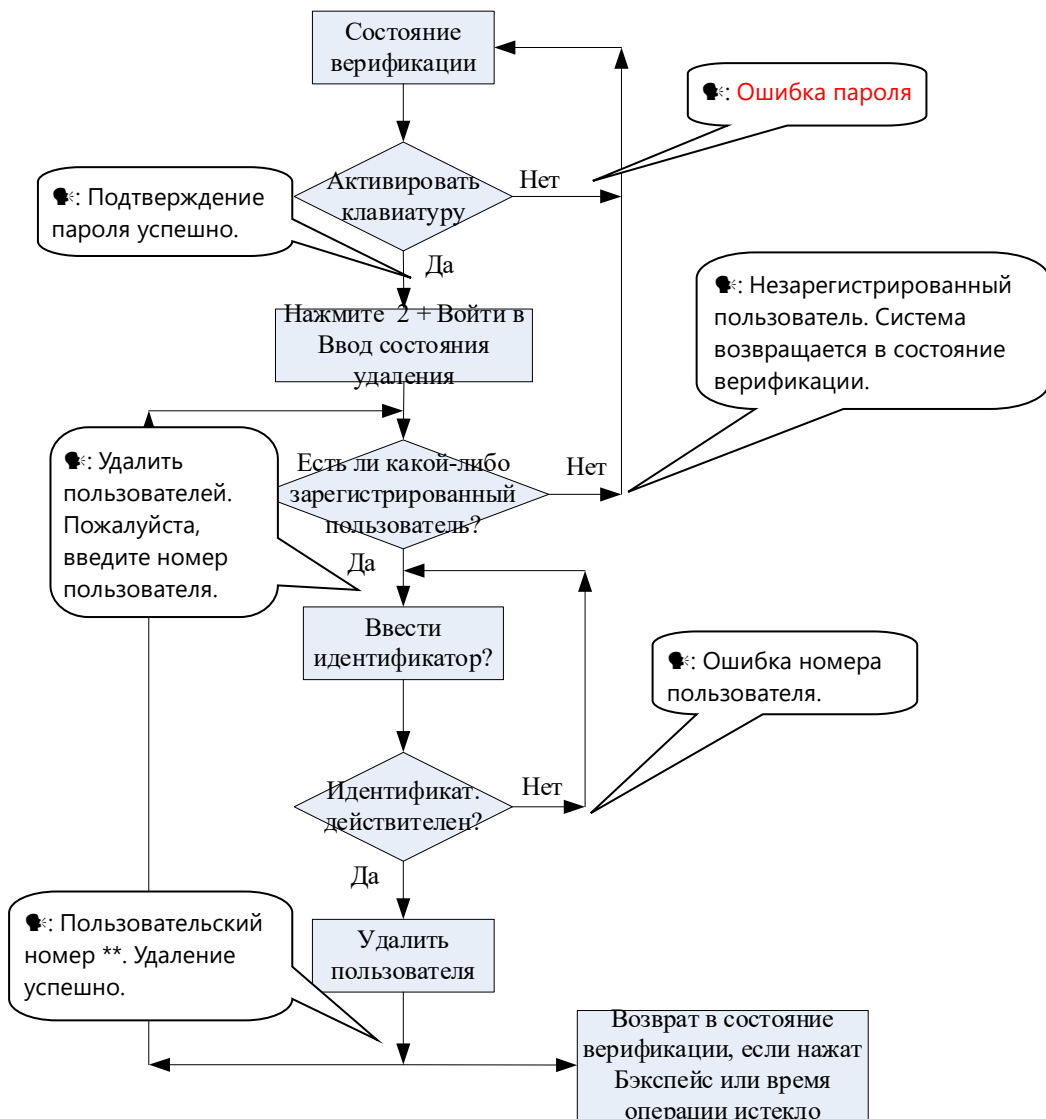 Состояние
верификации
🗣: Ошибка пароля
Активировать
клавиатуру
Нет
🗣: Подтверждение
пароля успешно.
Да
🗣: Незарегистрированный
пользователь. Система
возвращается в состояние
верификации.
Нажмите 2 + Войти в
Ввод состояния
удаления
🗣: Удалить
пользователей.
Пожалуйста,
введите номер
пользователя.
Есть ли какой-либо
зарегистрированный
пользователь?
Нет
Да
Ввести
идентификатор?
🗣: Ошибка номера
пользователя.
Идентификат.
действителен?
Нет
Да
🗣: Пользовательский
номер **. Удаление
успешно.
Удалить
пользователя
Возврат в состояние
верификации, если нажат
Бэкспейс или время
операции истекло